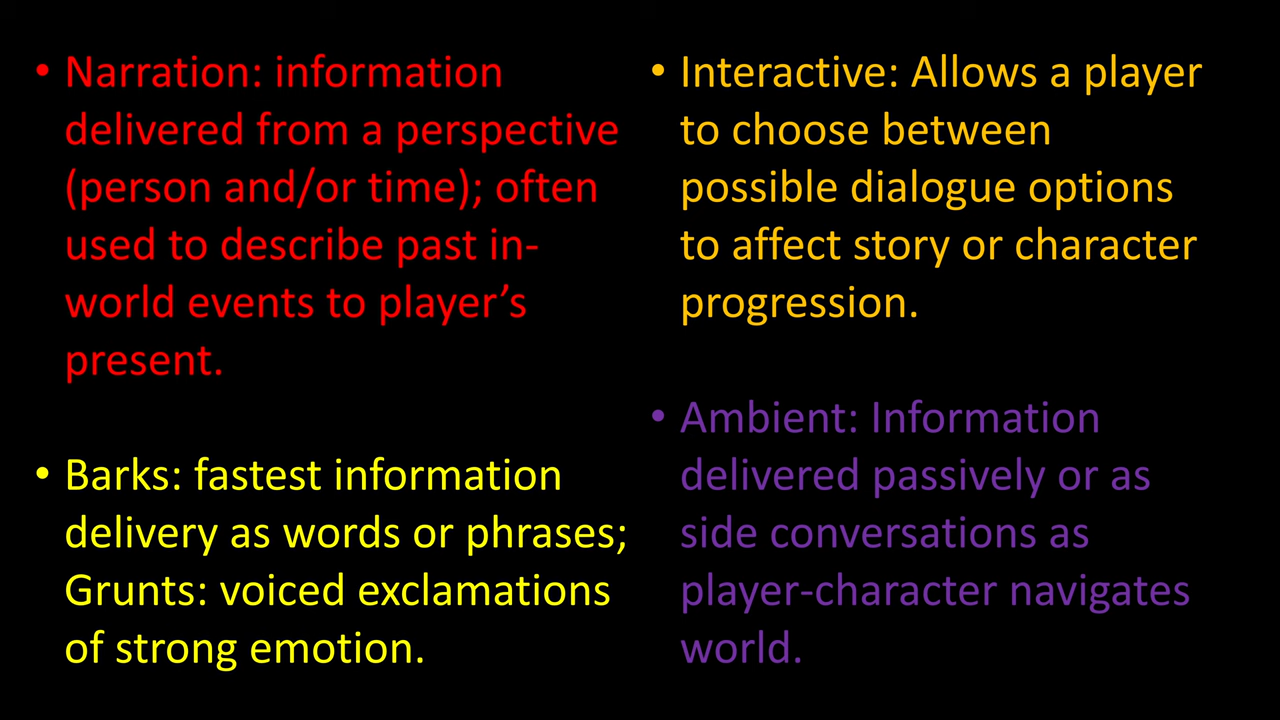 • Narration: information
delivered from a perspective
(person and/or time); often
used to describe past in-
world events to player’s
present.
• Barks: fastest information
delivery as words or phrases;
Grunts: voiced exclamations
of strong emotion.
• Interactive: Allows a player
to choose between
possible dialogue options
to affect story or character
progression.
• Ambient: Information
delivered passively or as
side conversations as
player-character navigates
world.